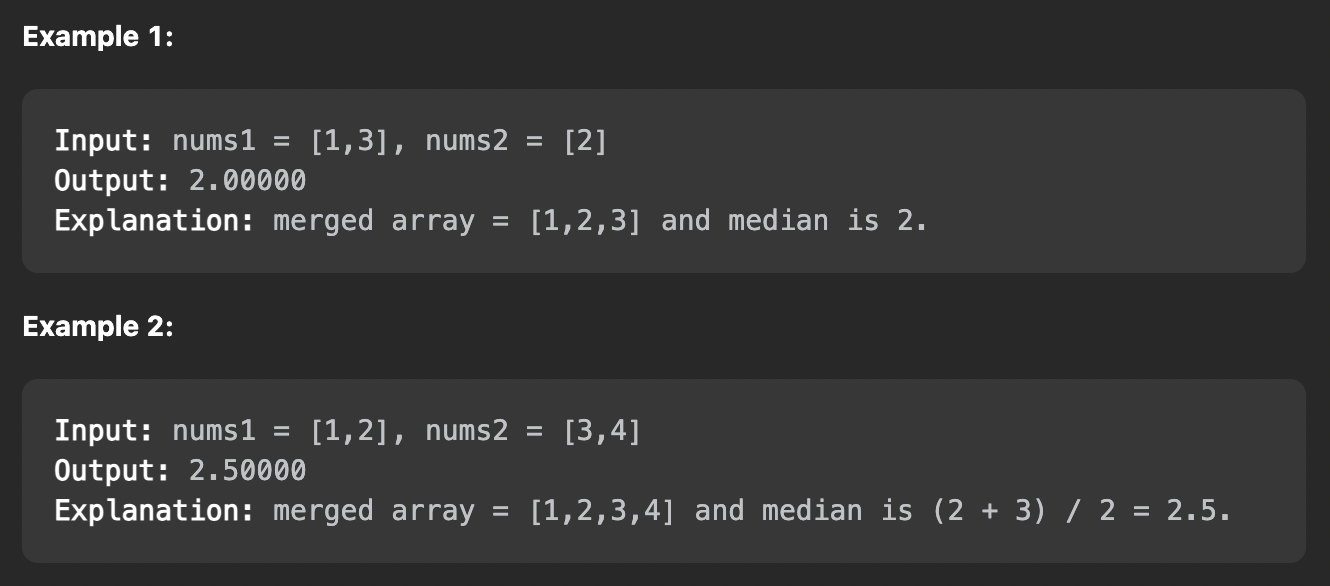 Example 1:
Input: nums1 = [1,3], nums2 = [2]
Output: 2.00000
Explanation: merged array = [1,2,3] and median is 2.
Example 2:
Input: nums1 = [1,2], nums2 = [3,4]
Output: 2.50000
Explanation: merged array = [1,2,3,4] and median is (2 + 3) / 2 = 2.5.